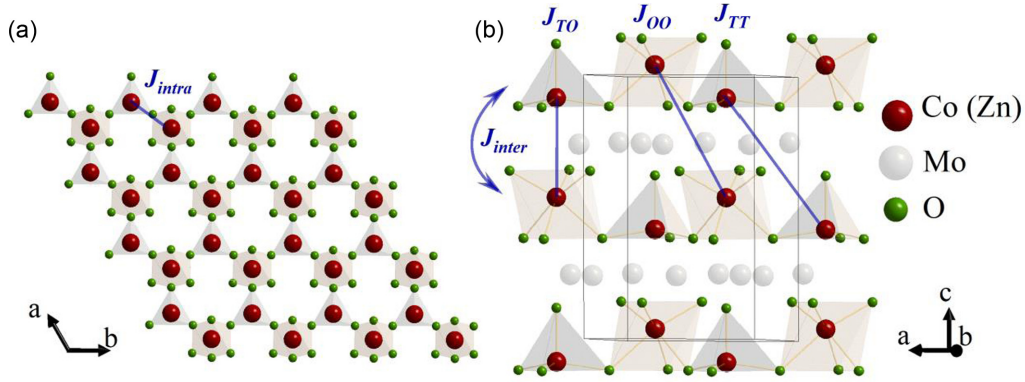 (a)
J_intra
a
b
(b)
J_TO
J_OO
J_TT
J_inter
Co (Zn)
Mo
O
c
a
b